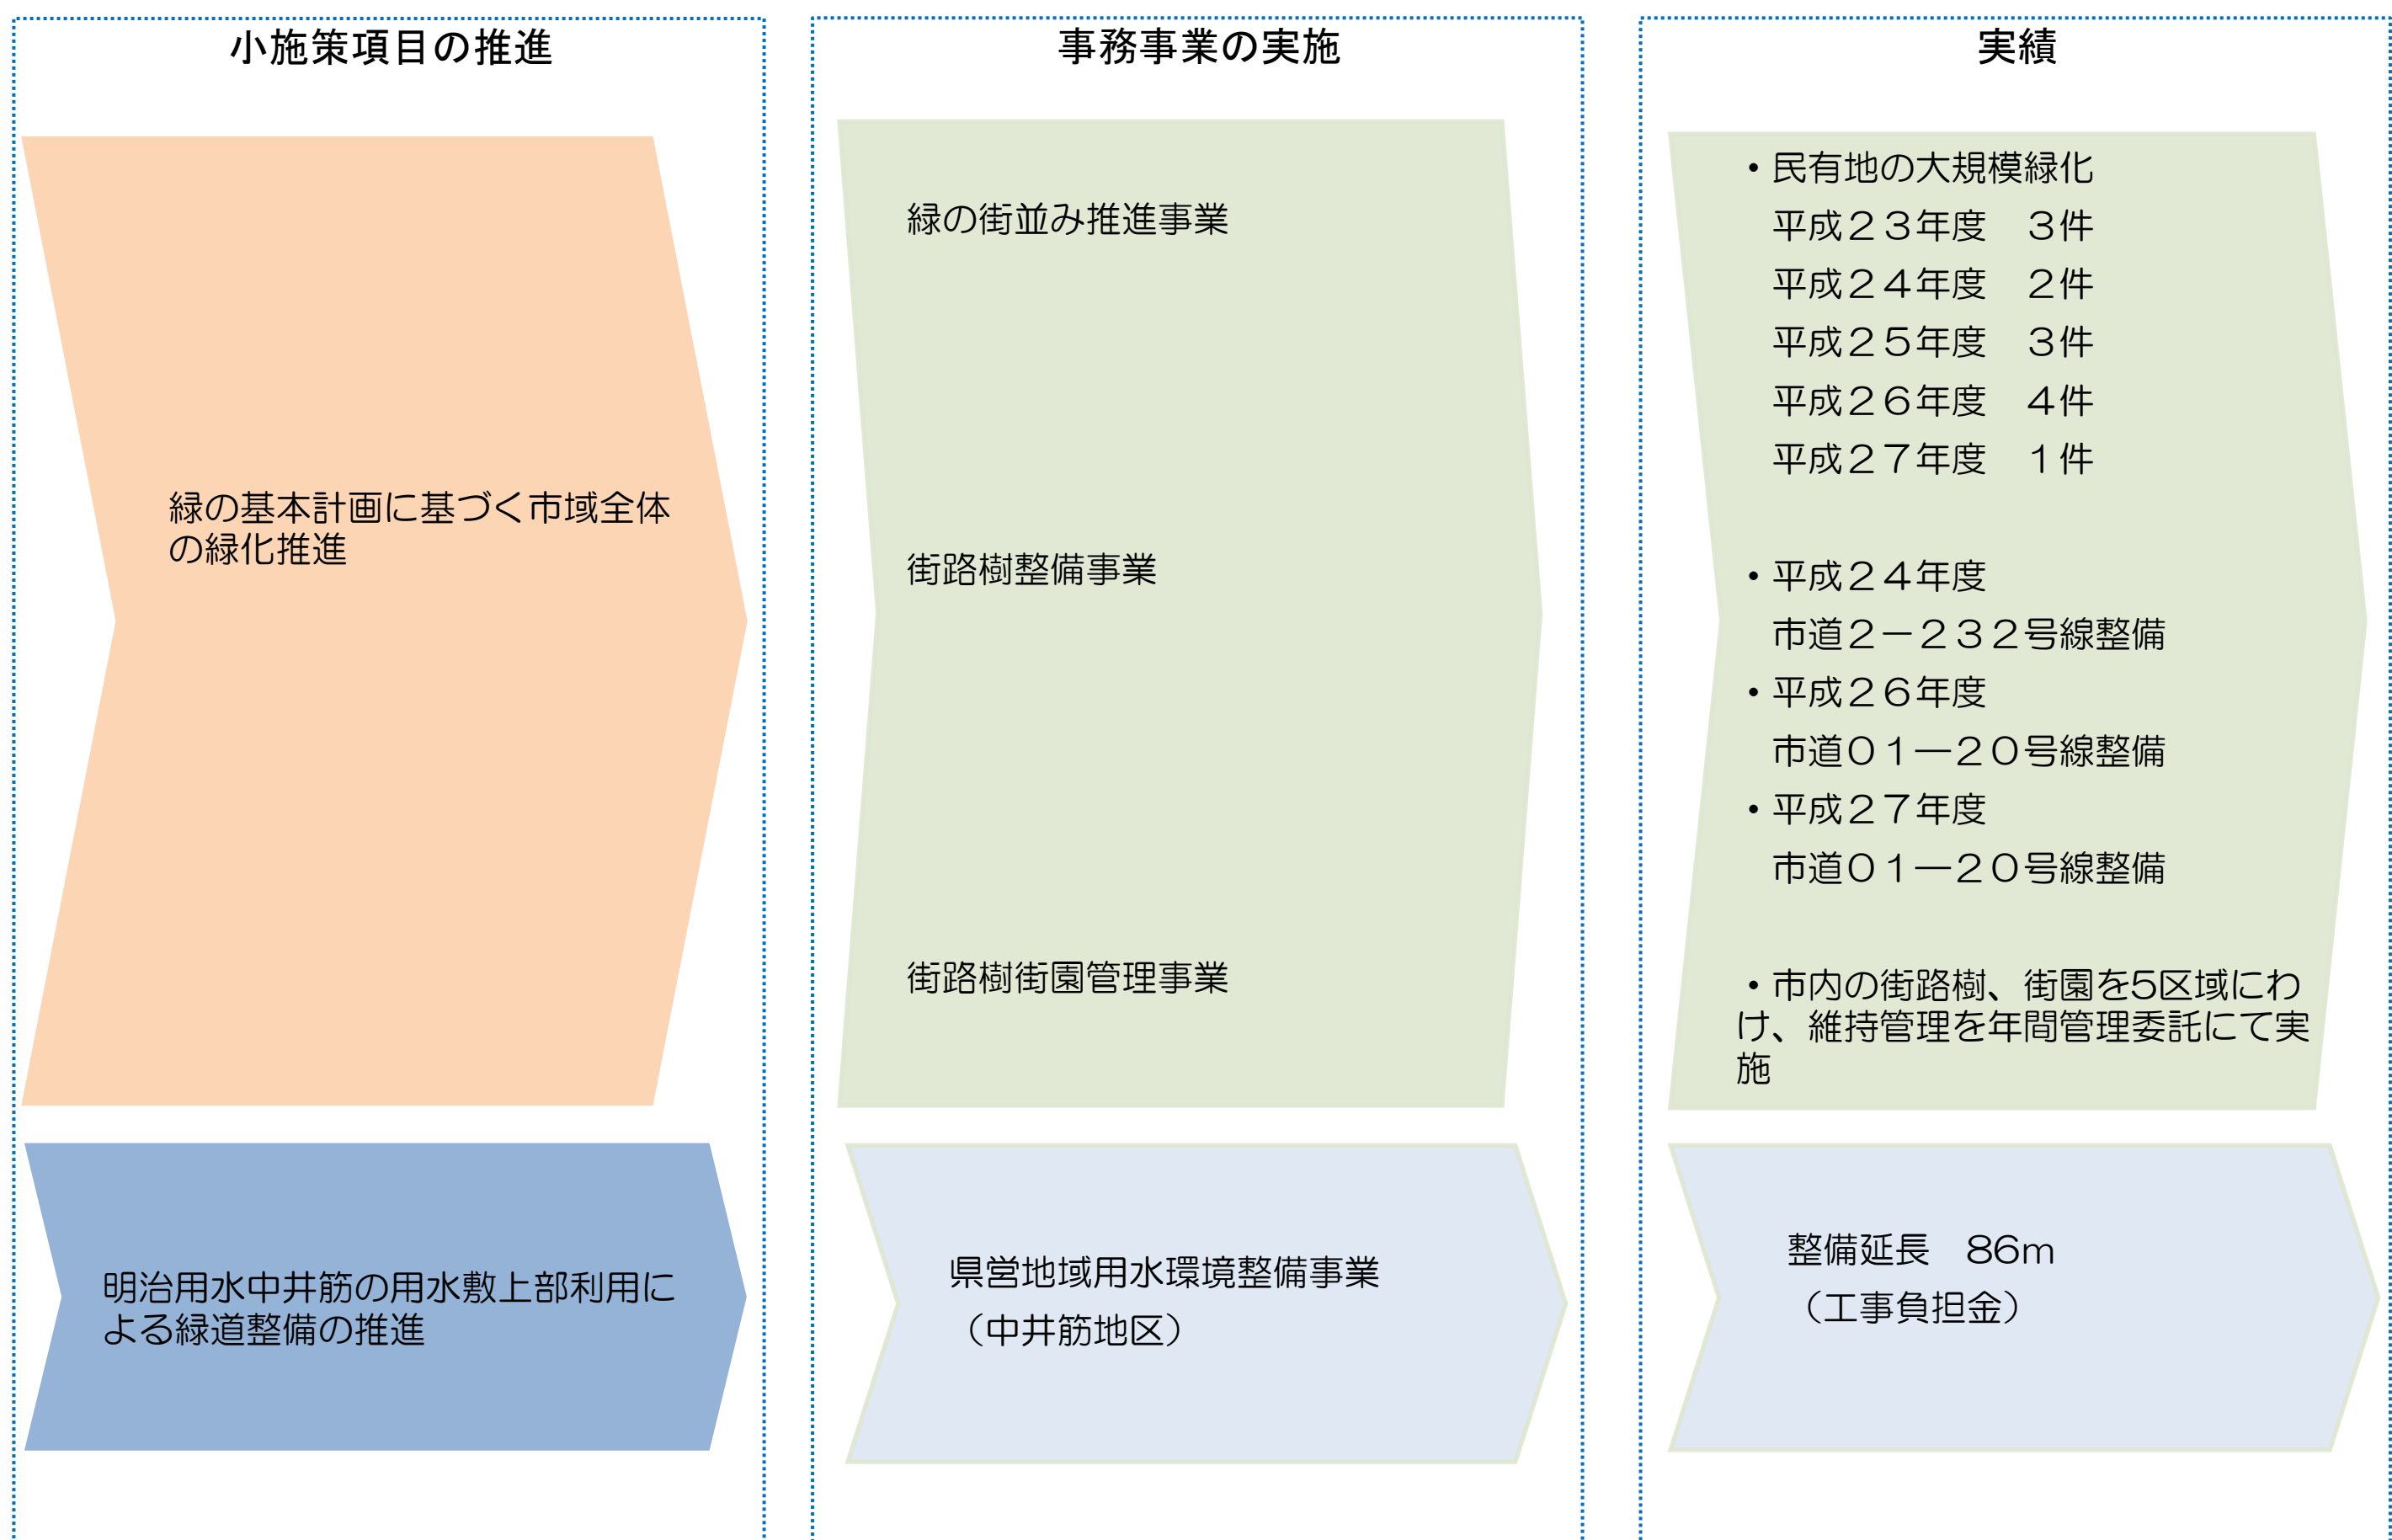 小施策項目の推進
緑の基本計画に基づく市域全体
の緑化推進
明治用水中井筋の用水敷上部利用に
よる緑道整備の推進
事務事業の実施
緑の街並み推進事業
街路樹整備事業
街路樹街園管理事業
県営地域用水環境整備事業
（中井筋地区）
実績
・民有地の大規模緑化
平成２３年度　３件
平成２４年度　２件
平成２５年度　３件
平成２６年度　４件
平成２７年度　１件
・平成２４年度
市道２－２３２号線整備
・平成２６年度
市道０１―２０号線整備
・平成２７年度
市道０１―２０号線整備
・市内の街路樹、街園を5区域にわ
け、維持管理を年間管理委託にて実
施
整備延長　86m
（工事負担金）